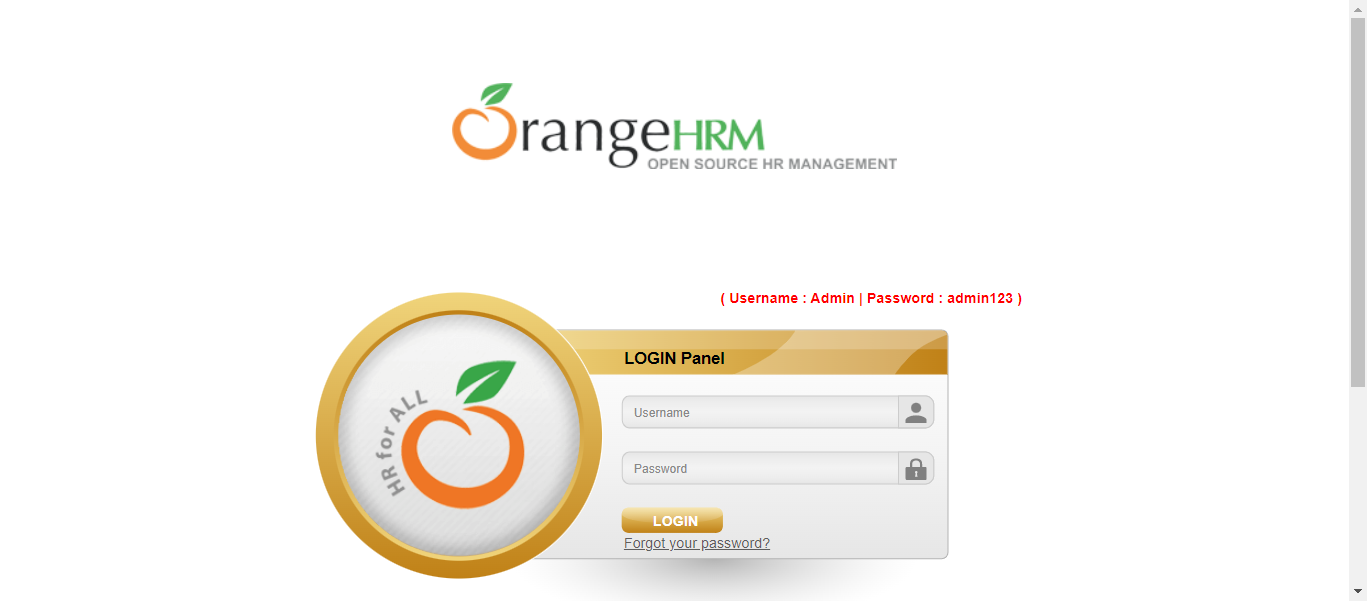 OrangeHRM
OPEN SOURCE HR MANAGEMENT
( Username : Admin | Password : admin123 )
HR for ALL
LOGIN Panel
Username
Password
LOGIN
Forgot your password?